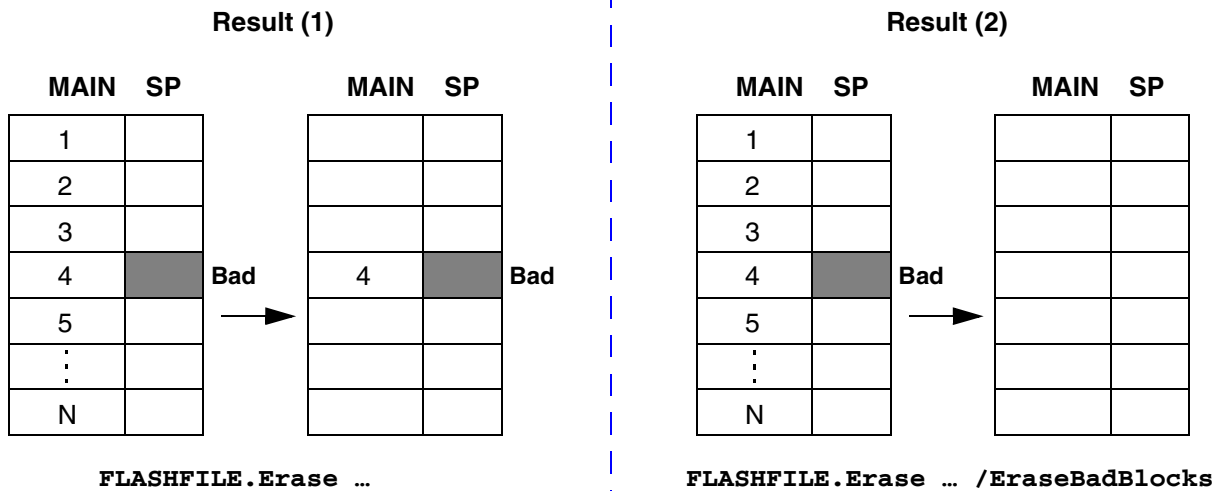 Result (1)
MAIN SP
MAIN SP
1
2
3
4 Bad
4 Bad
5
N
FLASHFILE.Erase …
Result (2)
MAIN SP
MAIN SP
1
2
3
4 Bad
5
N
FLASHFILE.Erase … /EraseBadBlocks